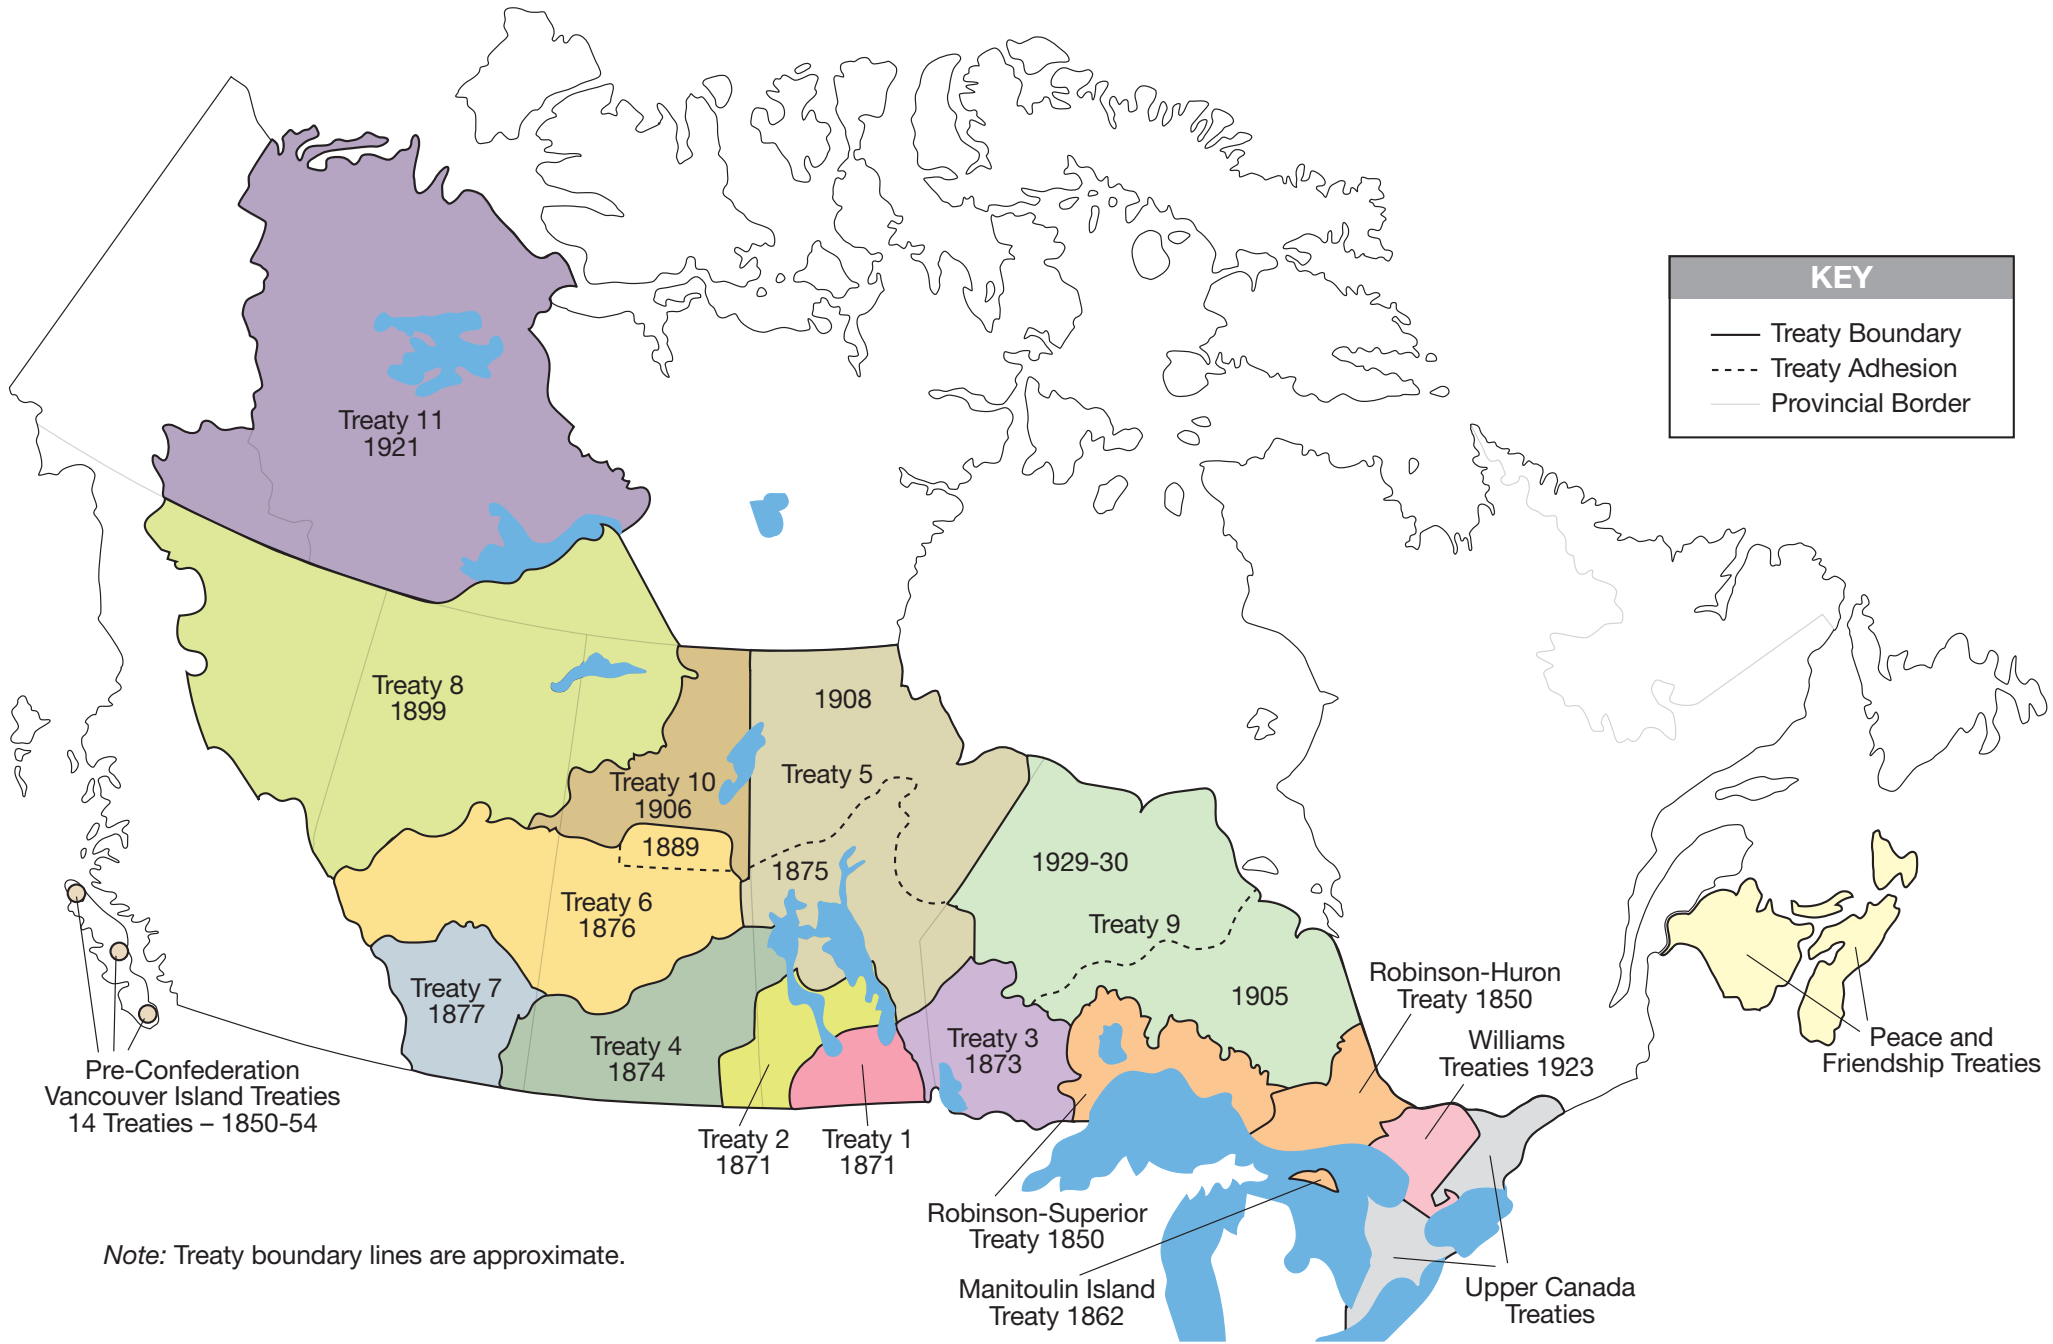 KEY
Treaty Boundary
Treaty Adhesion
Provincial Border
Treaty 11
1921
Treaty 8
1899
1908
Treaty 5
Treaty 10
1906
1889
1875
1929-30
Treaty 6
1876
Treaty 9
Treaty 7
1877
1905
Robinson-Huron
Treaty 1850
Treaty 4
1874
Treaty 3
1873
Williams
Treaties 1923
Peace and
Friendship Treaties
Pre-Confederation
Vancouver Island Treaties
14 Treaties – 1850-54
Treaty 2
1871
Treaty 1
1871
Robinson-Superior
Treaty 1850
Manitoulin Island
Treaty 1862
Upper Canada
Treaties
Note: Treaty boundary lines are approximate.